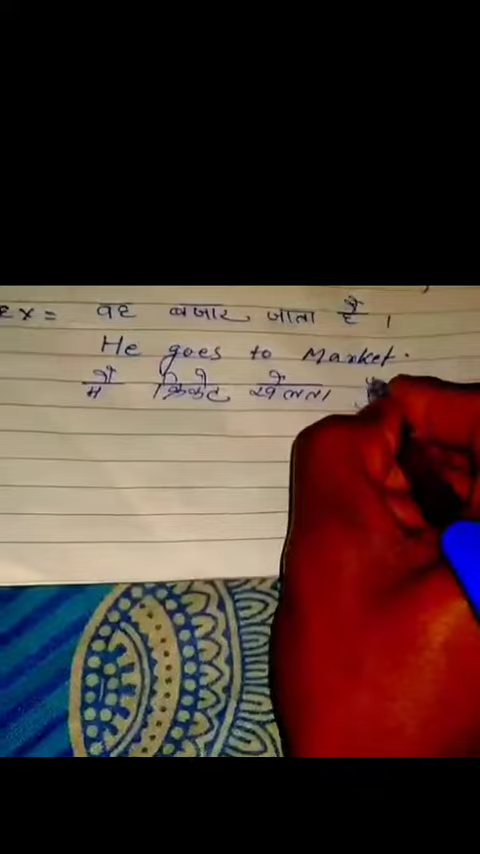 Ex = वह बजार जाता है ।
He goes to Market.
मैं क्रिकेट खेलता